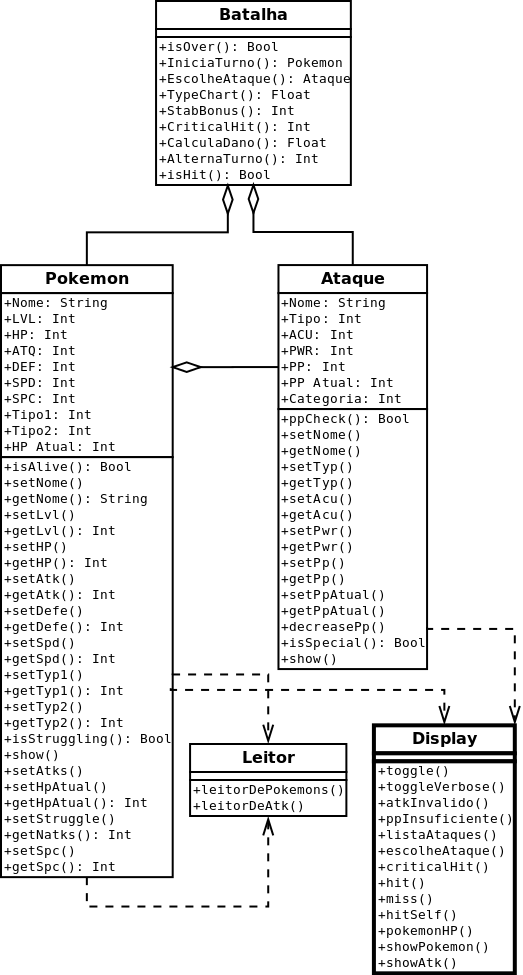 Batalha
+isOver(): Bool
+IniciaTurno(): Pokemon
+EscolheAtaque(): Ataque
+TypeChart(): Float
+StabBonus(): Int
+CriticalHit(): Int
+CalculaDano(): Float
+AlternaTurno(): Int
+isHit(): Bool
Pokemon
+Nome: String
+LVL: Int
+HP: Int
+ATQ: Int
+DEF: Int
+SPD: Int
+SPC: Int
+Tipo1: Int
+Tipo2: Int
+HP Atual: Int
+isAlive(): Bool
+setNome()
+getNome(): String
+setLvl()
+getLvl(): Int
+setHP()
+getHP(): Int
+setAtk()
+getAtk(): Int
+setDefe()
+getDefe(): Int
+setSpd()
+getSpd(): Int
+setTyp1()
+getTyp1(): Int
+setTyp2()
+getTyp2(): Int
+isStruggling(): Bool
+show()
+setAtks()
+setHpAtual()
+getHpAtual(): Int
+setStruggle()
+getNatks(): Int
+setSpc()
+getSpc(): Int
Ataque
+Nome: String
+Tipo: Int
+ACU: Int
+PWR: Int
+PP: Int
+PP Atual: Int
+Categoria: Int
+ppCheck(): Bool
+setNome()
+getNome()
+setTyp()
+getTyp()
+setAcu()
+getAcu()
+setPwr()
+getPwr()
+setPp()
+getPp()
+setPpAtual()
+getPpAtual()
+decreasePp()
+isSpecial(): Bool
+show()
Leitor
+leitorDePokemons()
+leitorDeAtk()
Display
+toggle()
+toggleVerbose()
+atkInvalido()
+ppInsuficiente()
+listaAtaques()
+escolheAtaque()
+criticalHit()
+hit()
+miss()
+hitSelf()
+pokemonHP()
+showPokemon()
+showAtk()